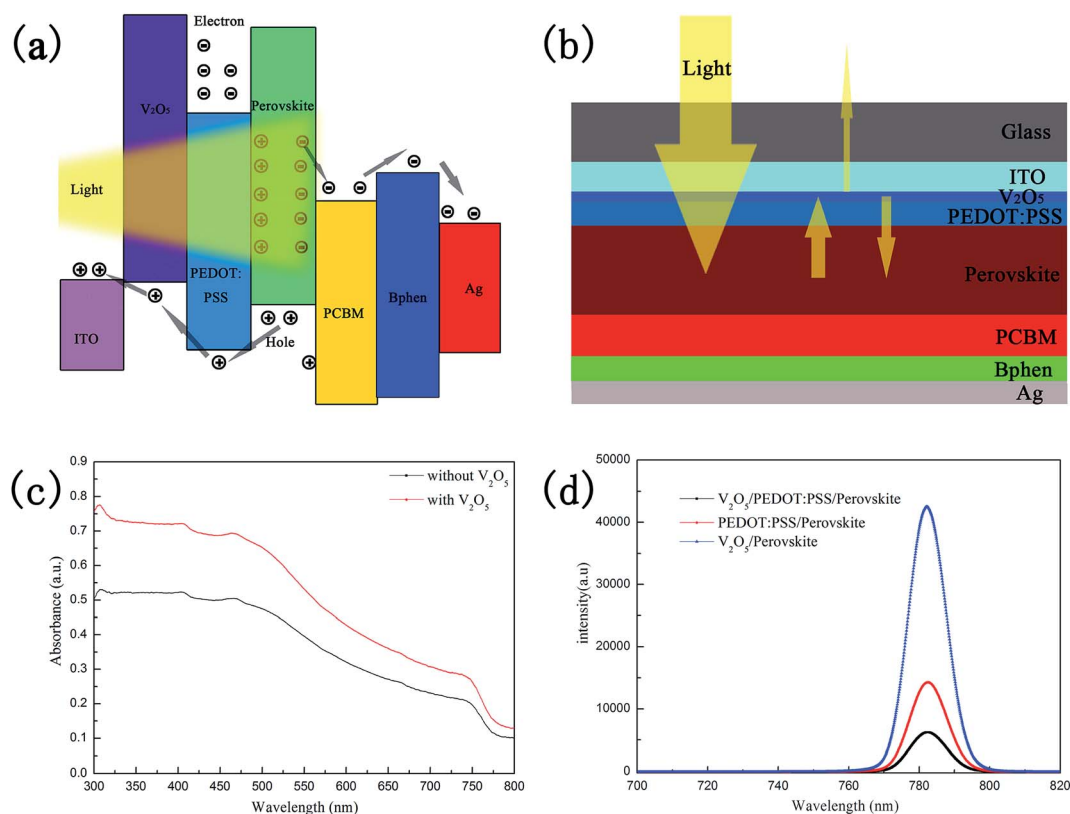 (a)
Electron
V₂O₅
Perovskite
Light
PEDOT:
PSS
ITO
Hole
PCBM
Bphen
Ag
(b)
Light
Glass
ITO
V₂O₅
PEDOT:PSS
Perovskite
PCBM
Bphen
Ag
(c)
0.9
0.8
0.7
0.6
0.5
0.4
0.3
0.2
0.1
0.0
Absorbance (a.u.)
without V₂O₅
with V₂O₅
300 350 400 450 500 550 600 650 700 750 800
Wavelength (nm)
(d)
50000
40000
30000
20000
10000
0
intensity(a.u)
V₂O₅/PEDOT:PSS/Perovskite
PEDOT:PSS/Perovskite
V₂O₅/Perovskite
700 720 740 760 780 800 820
Wavelength (nm)